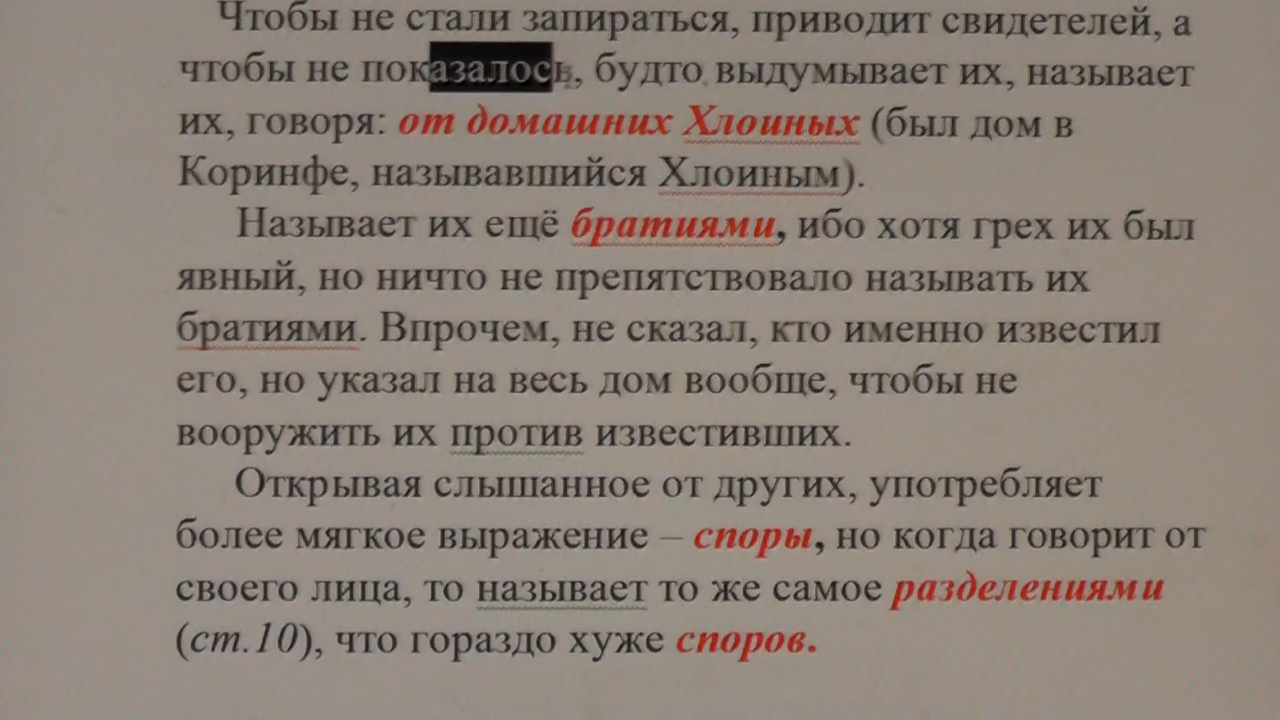 Чтобы не стали запираться, приводит свидетелей, а
чтобы не показалось, будто выдумывает их, называет
их, говоря: от домашних Хлоиных (был дом в
Коринфе, называвшийся Хлоиным).
Называет их ещё братиями, ибо хотя грех их был
явный, но ничто не препятствовало называть их
братиями. Впрочем, не сказал, кто именно известил
его, но указал на весь дом вообще, чтобы не
вооружить их против известивших.
Открывая слышанное от других, употребляет
более мягкое выражение – споры, но когда говорит от
своего лица, то называет то же самое разделениями
(ст.10), что гораздо хуже споров.